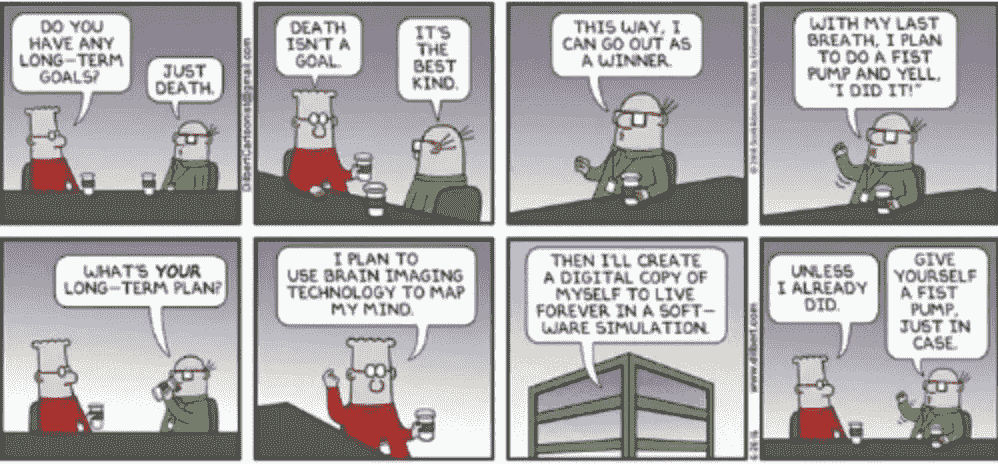 DO YOU
HAVE ANY
LONG-TERM
GOALS?
JUST
DEATH.
DilbertCartoonist@gmail.com
DEATH
ISN'T A
GOAL.
IT'S
THE
BEST
KIND.
THIS WAY, I
CAN GO OUT AS
A WINNER.
WITH MY LAST
BREATH, I PLAN
TO DO A FIST
PUMP AND YELL,
"I DID IT!"
WHAT'S YOUR
LONG-TERM PLAN?
I PLAN TO
USE BRAIN IMAGING
TECHNOLOGY TO MAP
MY MIND.
THEN I'LL CREATE
A DIGITAL COPY OF
MYSELF TO LIVE
FOREVER IN A SOFT-
WARE SIMULATION.
www.dilbert.com
UNLESS
I ALREADY
DID.
GIVE
YOURSELF
A FIST
PUMP,
JUST IN
CASE.